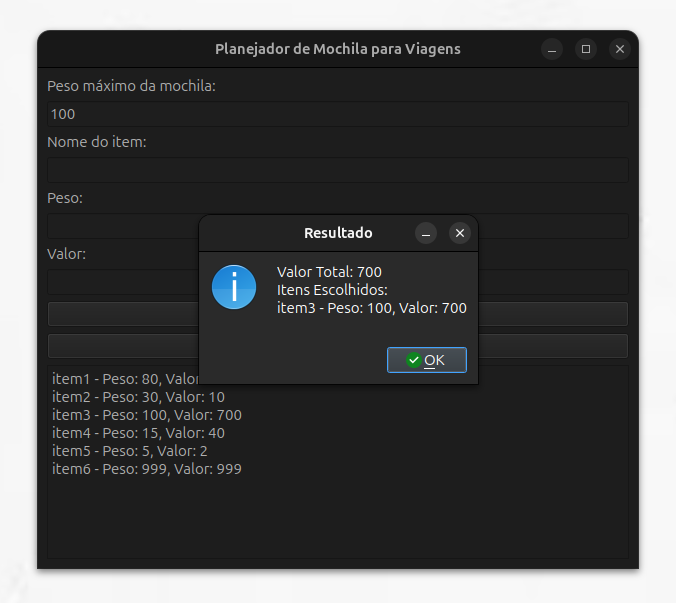 Planejador de Mochila para Viagens
Peso máximo da mochila:
100
Nome do item:
Peso:
Valor:
Resultado
Valor Total: 700
Itens Escolhidos:
item3 - Peso: 100, Valor: 700
OK
item1 - Peso: 80, Valor
item2 - Peso: 30, Valor: 10
item3 - Peso: 100, Valor: 700
item4 - Peso: 15, Valor: 40
item5 - Peso: 5, Valor: 2
item6 - Peso: 999, Valor: 999